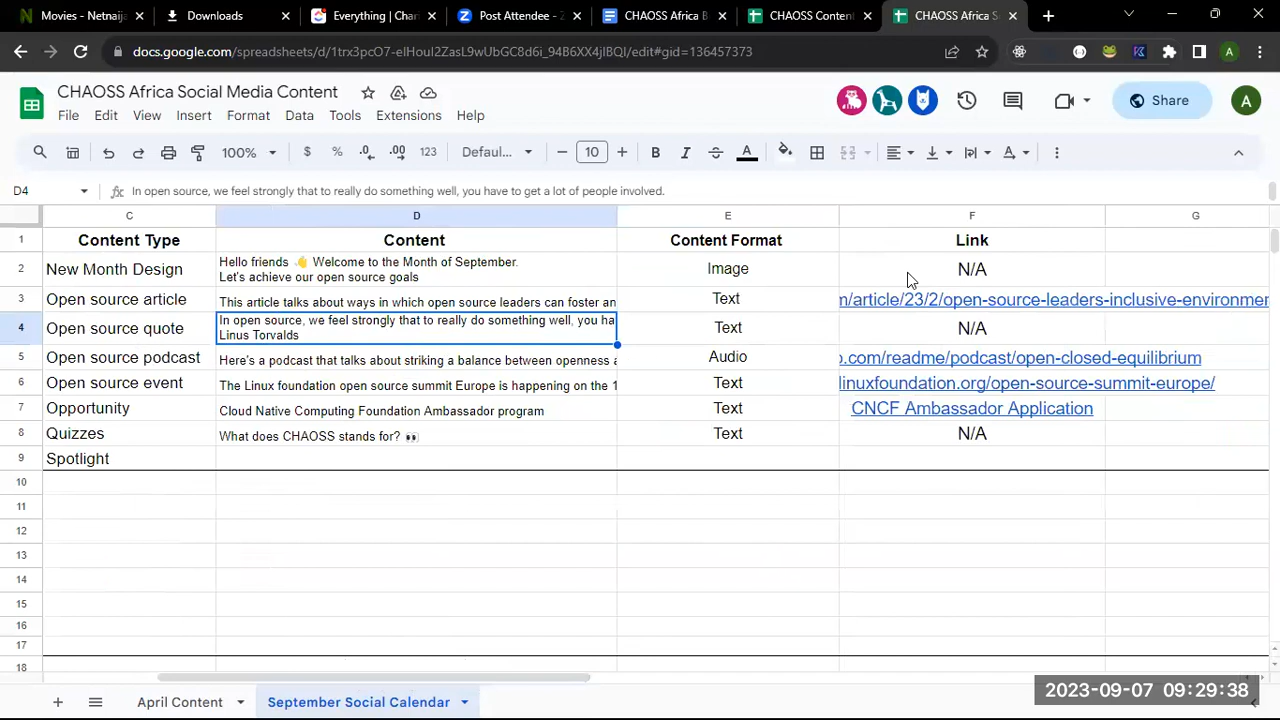 Movies - Netnaij
Downloads
Everything | Chan
Post Attendee - Z
CHAOSS Africa B
CHAOSS Content
CHAOSS Africa S
docs.google.com/spreadsheets/d/1trx3pcO7-eIHouI2ZasL9wUbGC8d6i_94B6XX4jIBQI/edit#gid=136457373
A
CHAOSS Africa Social Media Content
Share
A
File Edit View Insert Format Data Tools Extensions Help
100% $ % .0 .00 123 Defaul... 10 B I A
D4 fx In open source, we feel strongly that to really do something well, you have to get a lot of people involved.
C D E F G
1 Content Type Content Content Format Link
2 New Month Design Hello friends 👋 Welcome to the Month of September. Image N/A
Let's achieve our open source goals
3 Open source article This article talks about ways in which open source leaders can foster an Text m/article/23/2/open-source-leaders-inclusive-environmen
4 Open source quote In open source, we feel strongly that to really do something well, you ha Text N/A
Linus Torvalds
5 Open source podcast Here's a podcast that talks about striking a balance between openness a Audio o.com/readme/podcast/open-closed-equilibrium
6 Open source event The Linux foundation open source summit Europe is happening on the 1 Text linuxfoundation.org/open-source-summit-europe/
7 Opportunity Cloud Native Computing Foundation Ambassador program Text CNCF Ambassador Application
8 Quizzes What does CHAOSS stands for? 👀 Text N/A
9 Spotlight
10
11
12
13
14
15
16
17
18
April Content September Social Calendar
2023-09-07 09:29:38